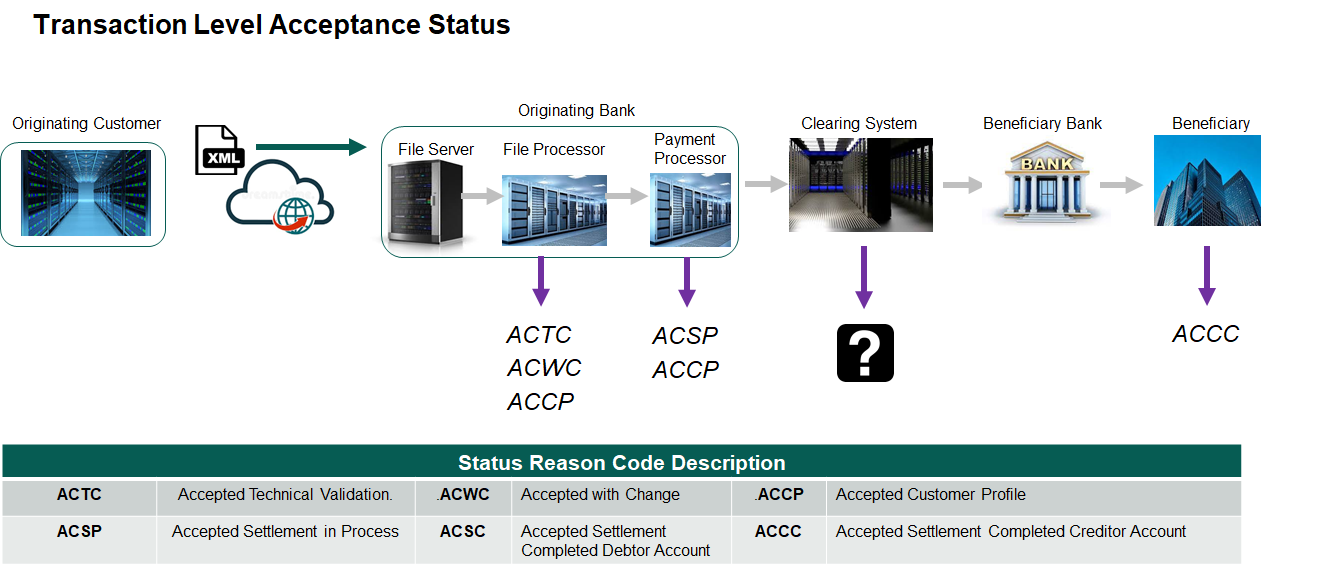 Transaction Level Acceptance Status
Originating Customer
XML
Originating Bank
File Server
File Processor
Payment
Processor
Clearing System
Beneficiary Bank
BANK
Beneficiary
ACTC
ACWC
ACCP
ACSP
ACCP
?
ACCC
Status Reason Code Description
ACTC Accepted Technical Validation. .ACWC Accepted with Change .ACCP Accepted Customer Profile
ACSP Accepted Settlement in Process ACSC Accepted Settlement
Completed Debtor Account
ACCC Accepted Settlement Completed Creditor Account